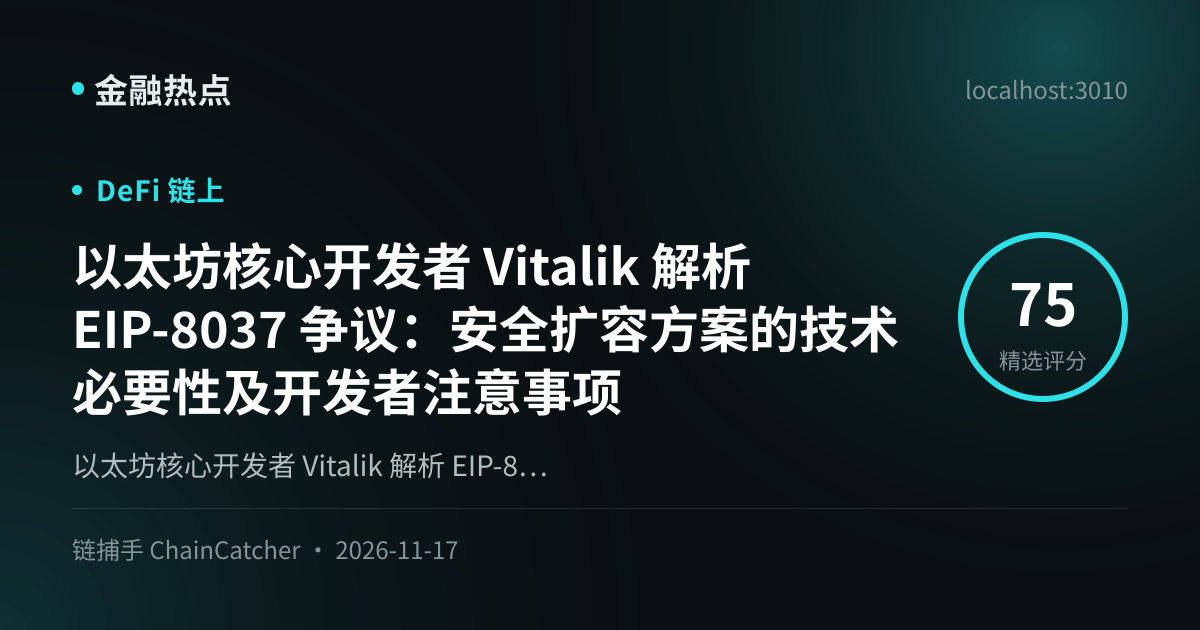 金融热点
localhost:3010
DeFi 链上
以太坊核心开发者 Vitalik 解析
EIP-8037 争议：安全扩容方案的技术
必要性及开发者注意事项
75
精选评分
以太坊核心开发者 Vitalik 解析 EIP-8…
链捕手 ChainCatcher · 2026-11-17